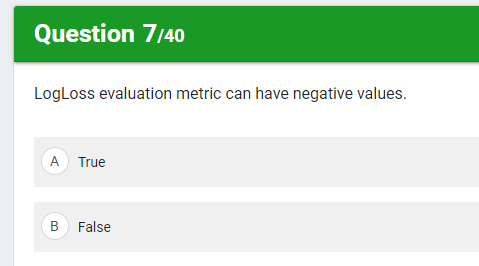 Question 7/40
LogLoss evaluation metric can have negative values.
A True
B False